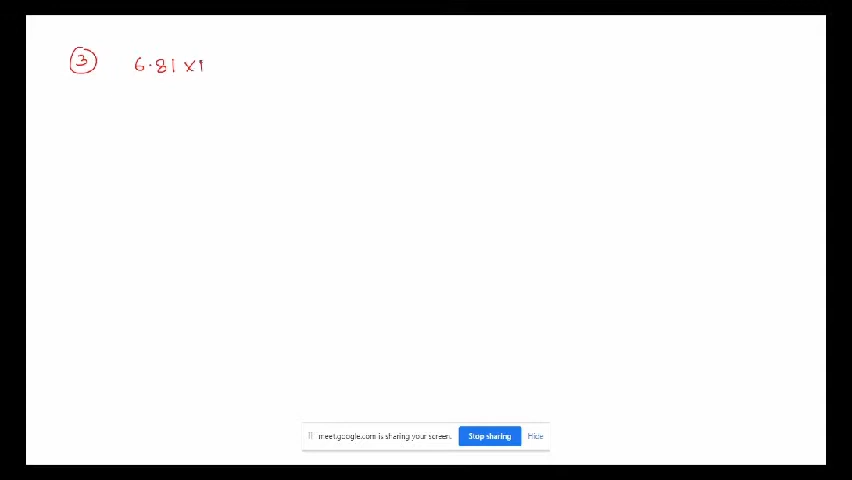 ③ 6.81 x1
meet.google.com is sharing your screen. Stop sharing Hide